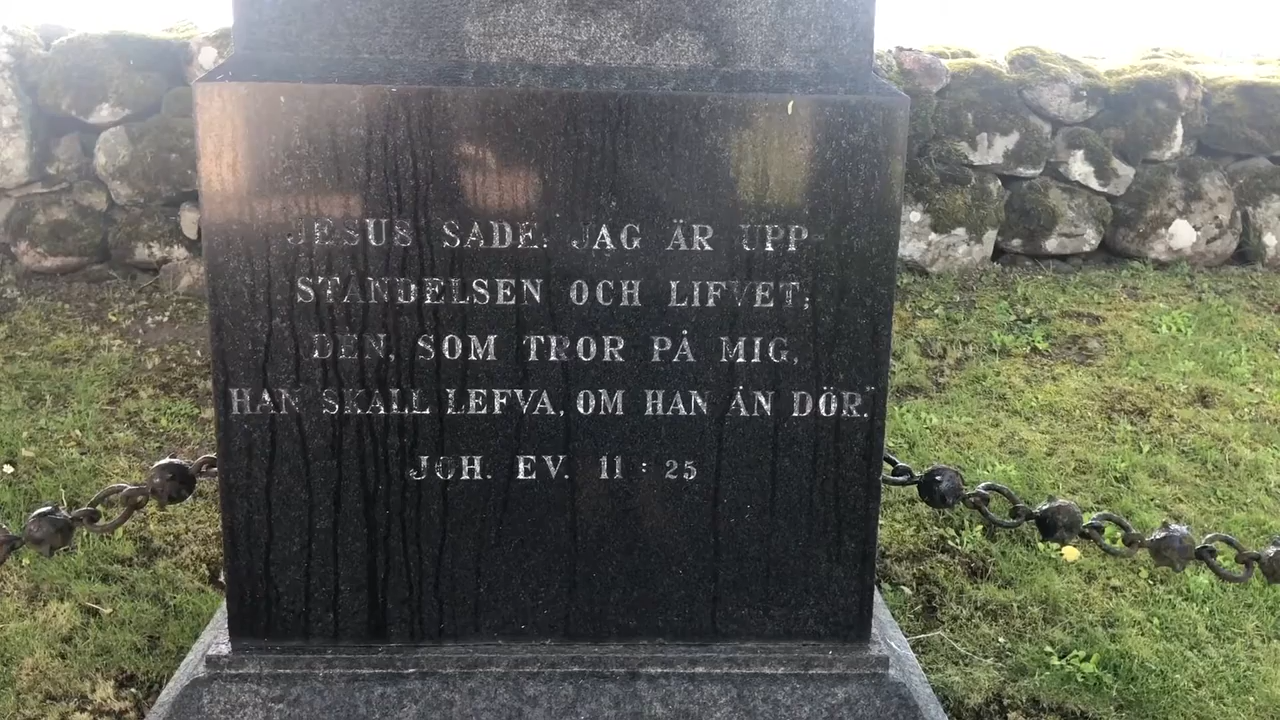 JESUS SADE: JAG ÄR UPP-
STÅNDELSEN OCH LIFVET;
DEN, SOM TROR PÅ MIG,
HAN SKALL LEFVA, OM HAN ÄN DÖR.
JOH. EV. 11 : 25